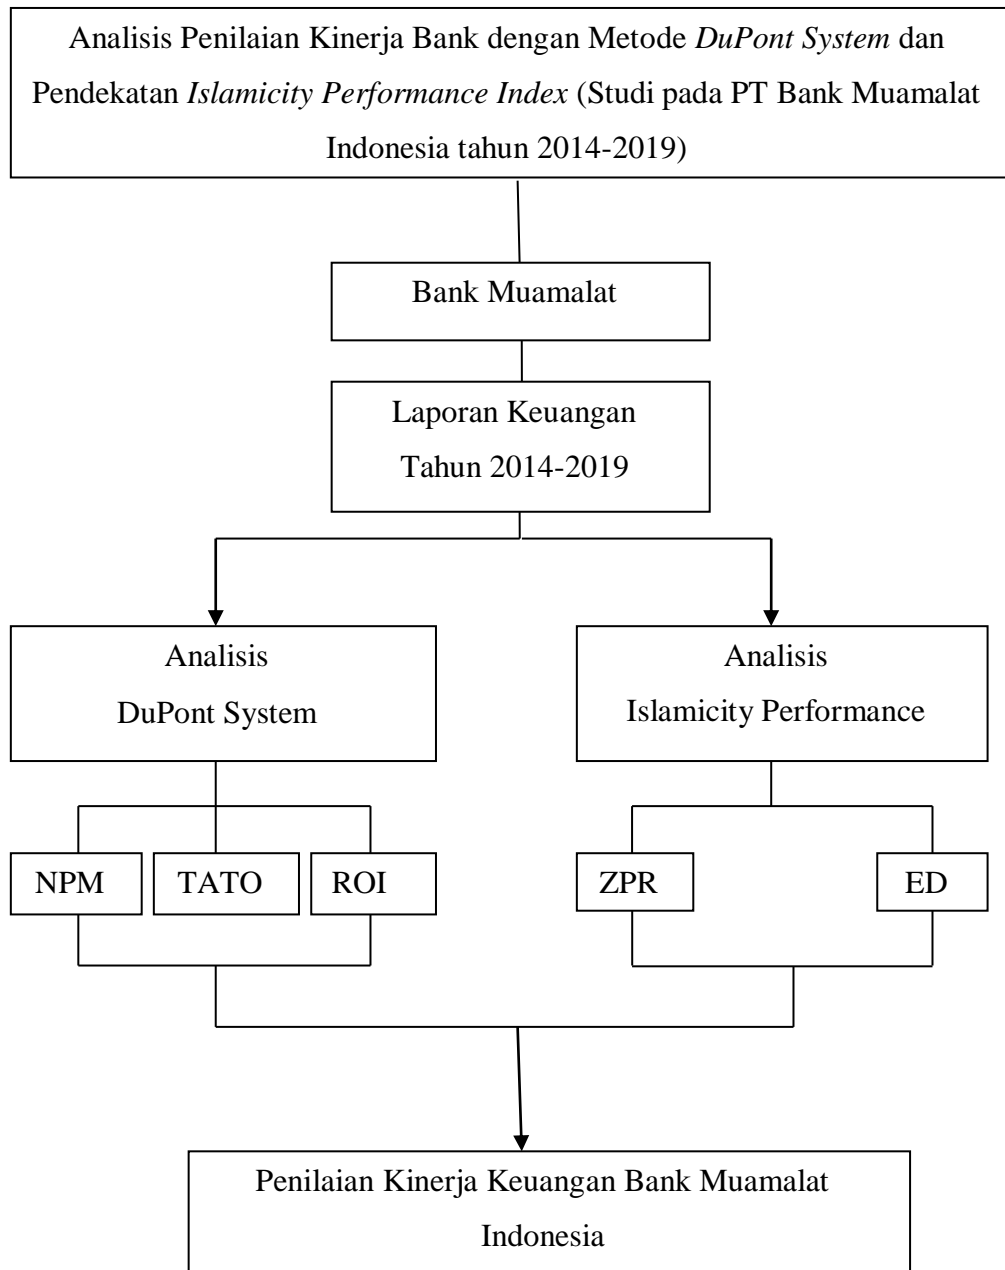 Analisis Penilaian Kinerja Bank dengan Metode DuPont System dan
Pendekatan Islamicity Performance Index (Studi pada PT Bank Muamalat
Indonesia tahun 2014-2019)
Bank Muamalat
Laporan Keuangan
Tahun 2014-2019
Analisis
DuPont System
Analisis
Islamicity Performance
NPM
TATO
ROI
ZPR
ED
Penilaian Kinerja Keuangan Bank Muamalat
Indonesia